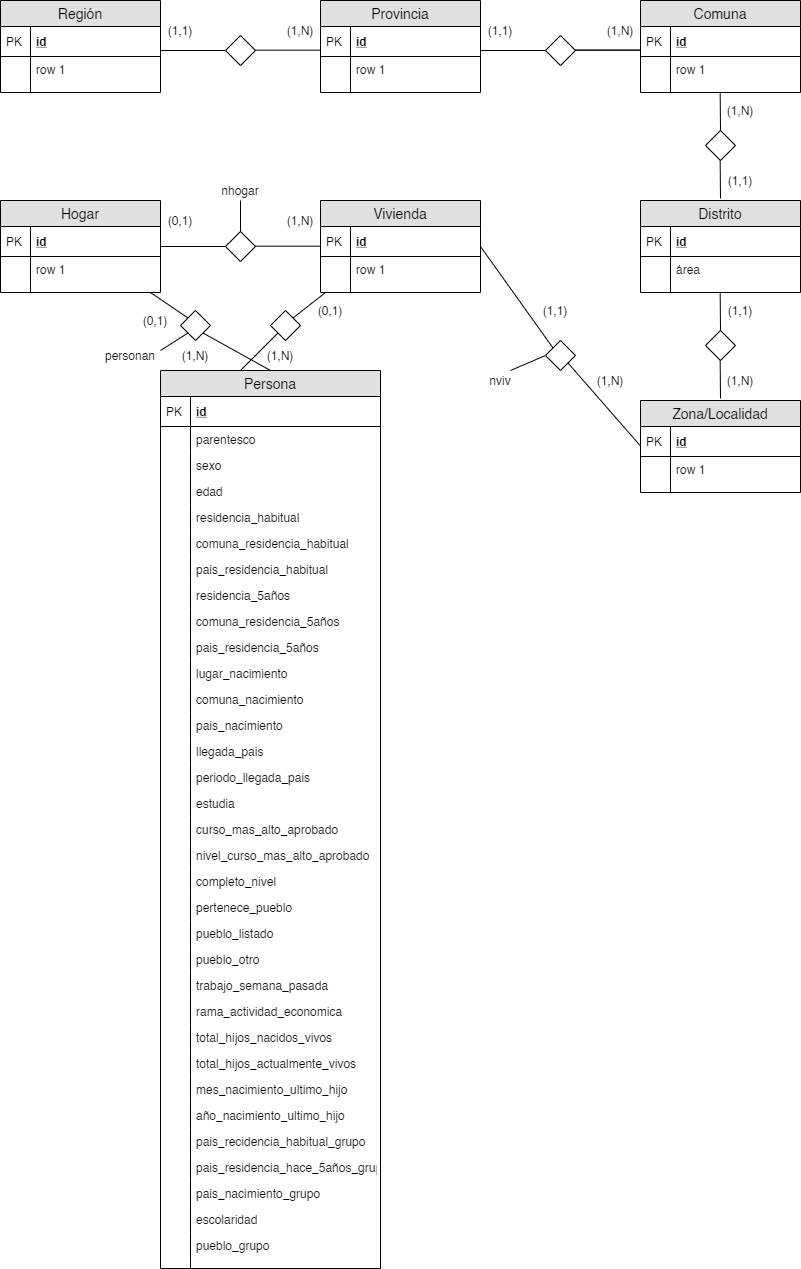 Región
(1,1)
(1,N)
Provincia
(1,1)
(1,N)
Comuna
PK
id
PK
id
PK
id
row 1
row 1
row 1
(1,N)
nhogar
(1,1)
Hogar
(0,1)
(1,N)
Vivienda
Distrito
PK
id
PK
id
PK
id
row 1
row 1
área
(0,1)
(0,1)
(1,1)
(1,1)
personan
(1,N)
(1,N)
nviv
(1,N)
(1,N)
Persona
Zona/Localidad
PK
id
PK
id
row 1
parentesco
sexo
edad
residencia_habitual
comuna_residencia_habitual
pais_residencia_habitual
residencia_5años
comuna_residencia_5años
pais_residencia_5años
lugar_nacimiento
comuna_nacimiento
pais_nacimiento
llegada_pais
periodo_llegada_pais
estudia
curso_mas_alto_aprobado
nivel_curso_mas_alto_aprobado
completo_nivel
pertenece_pueblo
pueblo_listado
pueblo_otro
trabajo_semana_pasada
rama_actividad_economica
total_hijos_nacidos_vivos
total_hijos_actualmente_vivos
mes_nacimiento_ultimo_hijo
año_nacimiento_ultimo_hijo
pais_recidencia_habitual_grupo
pais_residencia_hace_5años_gru
pais_nacimiento_grupo
escolaridad
pueblo_grupo